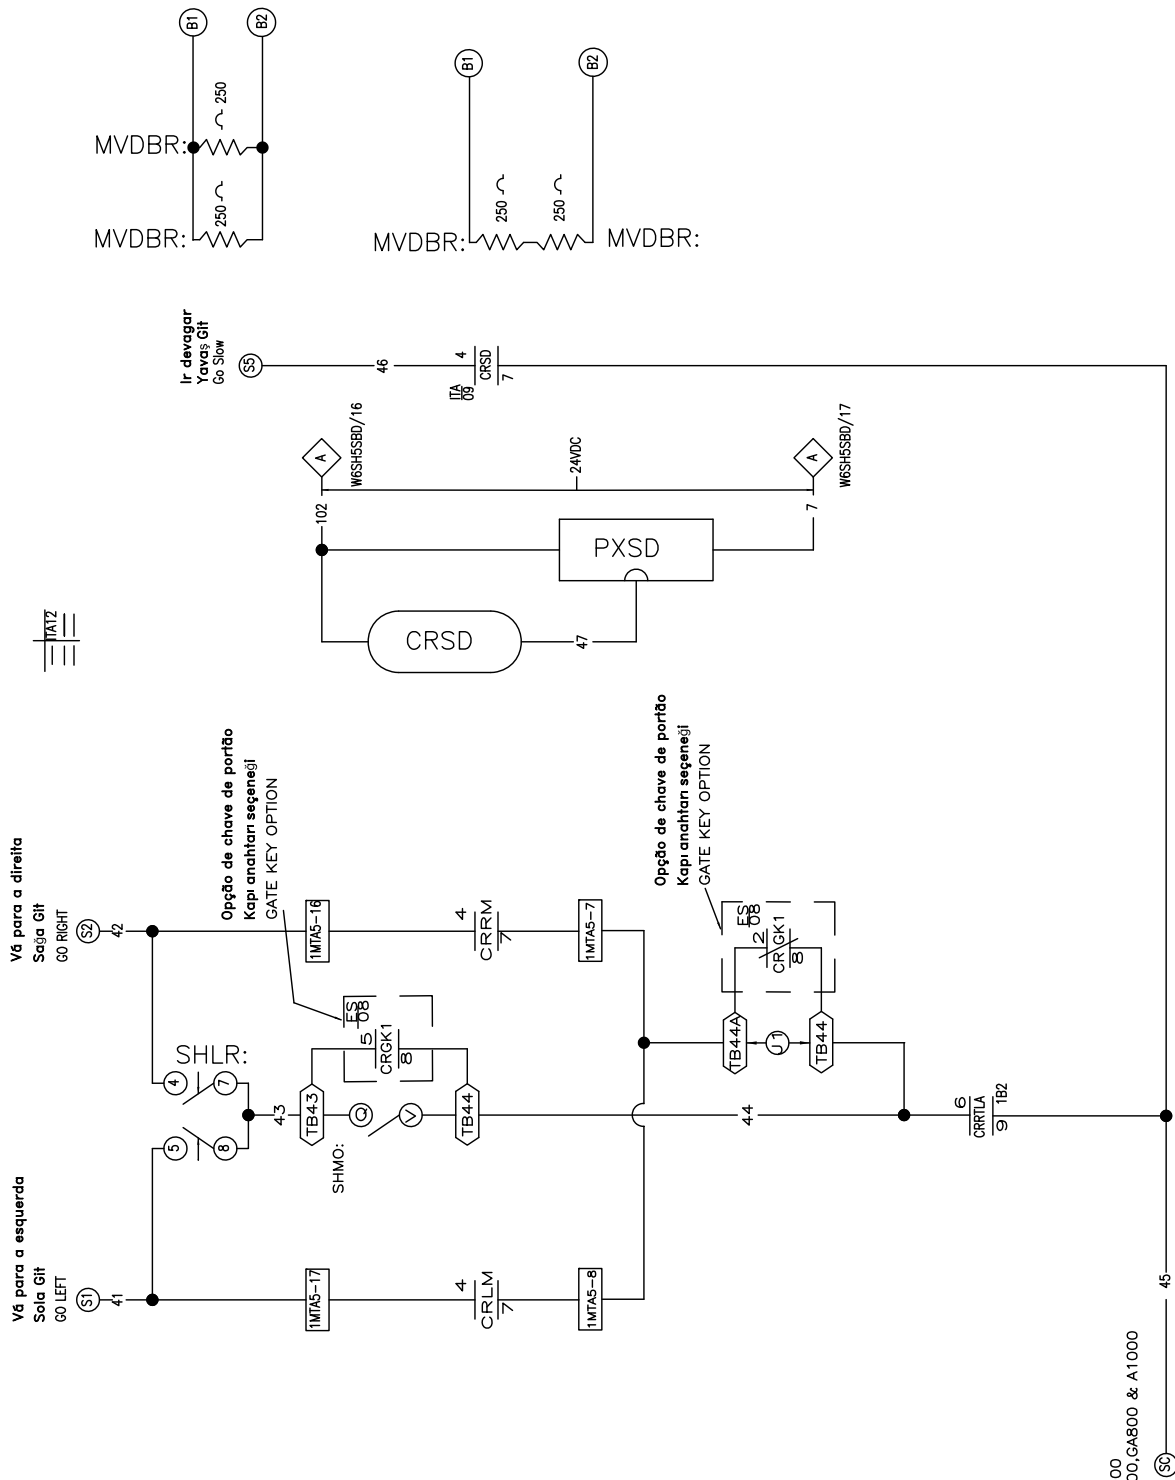 B1
B2
MVDBR:
250
MVDBR:
250
B1
B2
250
250
MVDBR:
MVDBR:
Ir devagar
Yavaş Git
Go Slow
S5
46
ITA
09
4
CRSD
7
A
W6SH5SBD/16
102
24VDC
A
W6SH5SBD/17
7
PXSD
CRSD
47
ITA12
Vá para a direita
Sağa Git
GO RIGHT
S2
42
Opção de chave de portão
Kapı anahtarı seçeneği
GATE KEY OPTION
1MTA5-16
4
CRRM
7
1MTA5-7
Opção de chave de portão
Kapı anahtarı seçeneği
GATE KEY OPTION
ES
08
2
CRGK1
8
TB44A
J1
TB44
SHLR:
4
7
5
8
43
ES
08
5
CRGK1
8
TB43
Q
V
TB44
SHMO:
44
6
CRRTLA
9
1B2
Vá para a esquerda
Sola Git
GO LEFT
S1
41
1MTA5-17
4
CRLM
7
1MTA5-8
45
SC
00
00,GA800 & A1000